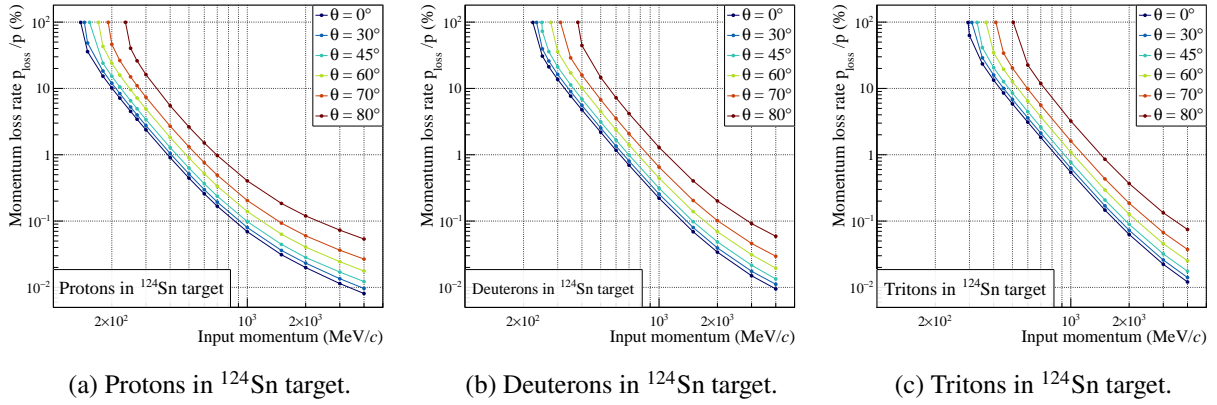 Momentum loss rate p_loss /p (%)
10²
10
1
10⁻¹
10⁻²
θ = 0°
θ = 30°
θ = 45°
θ = 60°
θ = 70°
θ = 80°
Protons in ¹²⁴Sn target
2×10² 10³ 2×10³
Input momentum (MeV/c)
(a) Protons in ¹²⁴Sn target.
Momentum loss rate p_loss /p (%)
10²
10
1
10⁻¹
10⁻²
θ = 0°
θ = 30°
θ = 45°
θ = 60°
θ = 70°
θ = 80°
Deuterons in ¹²⁴Sn target
2×10² 10³ 2×10³
Input momentum (MeV/c)
(b) Deuterons in ¹²⁴Sn target.
Momentum loss rate p_loss /p (%)
10²
10
1
10⁻¹
10⁻²
θ = 0°
θ = 30°
θ = 45°
θ = 60°
θ = 70°
θ = 80°
Tritons in ¹²⁴Sn target
2×10² 10³ 2×10³
Input momentum (MeV/c)
(c) Tritons in ¹²⁴Sn target.